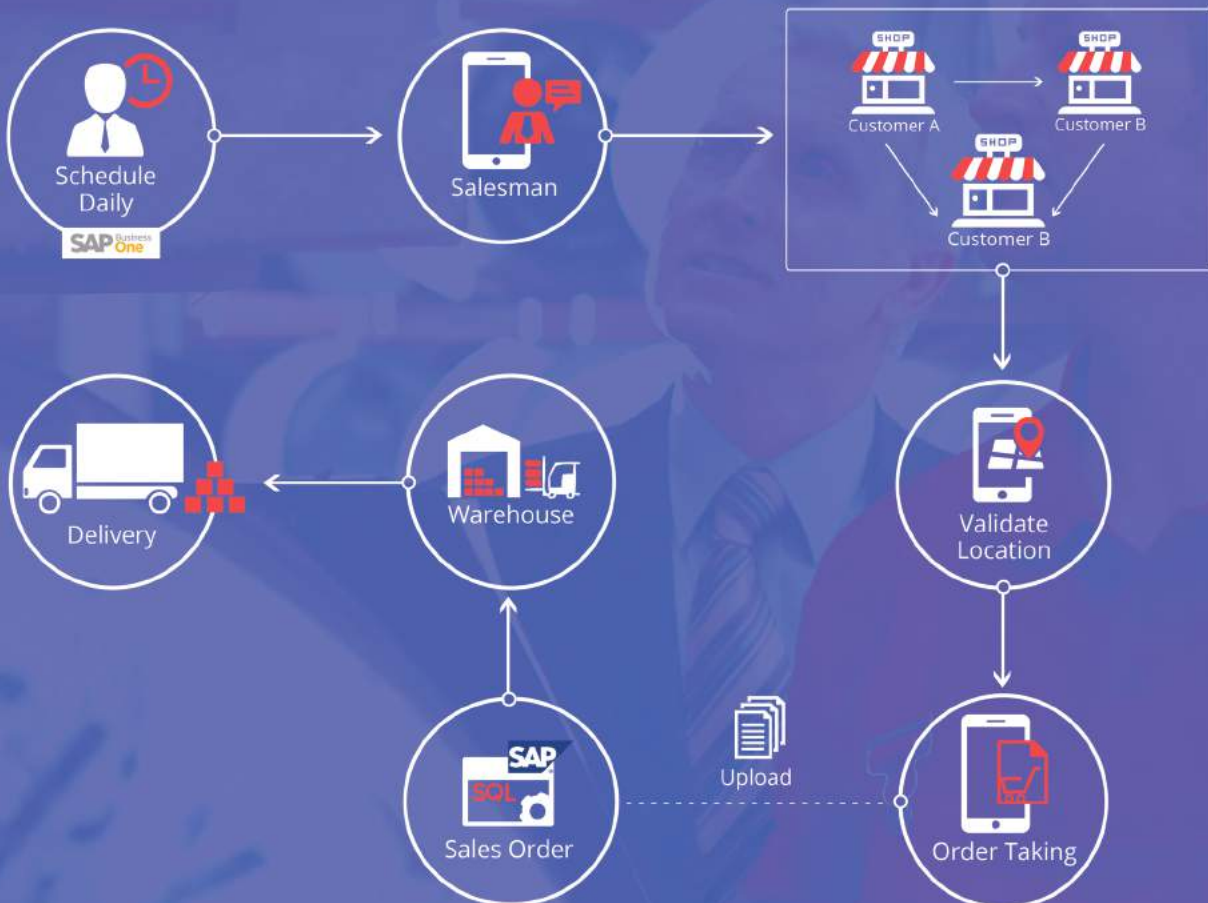 Schedule
Daily
SAP Business
One
Salesman
SHOP
Customer A
SHOP
Customer B
SHOP
Customer B
Validate
Location
Delivery
Warehouse
SAP
SQL
Sales Order
Upload
Order Taking